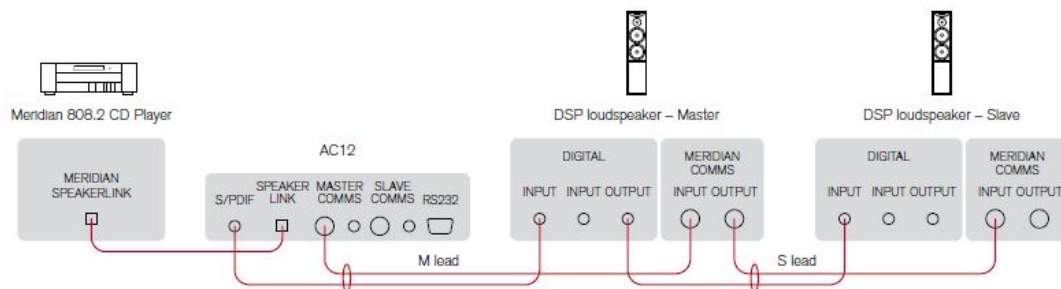 Meridian 808.2 CD Player
DSP loudspeaker – Master
DSP loudspeaker – Slave
MERIDIAN
SPEAKERLINK
AC12
S/PDIF
SPEAKER
LINK
MASTER
COMMS
SLAVE
COMMS
RS232
DIGITAL
INPUT
INPUT
OUTPUT
MERIDIAN
COMMS
INPUT
OUTPUT
DIGITAL
INPUT
INPUT
OUTPUT
MERIDIAN
COMMS
INPUT
OUTPUT
M lead
S lead